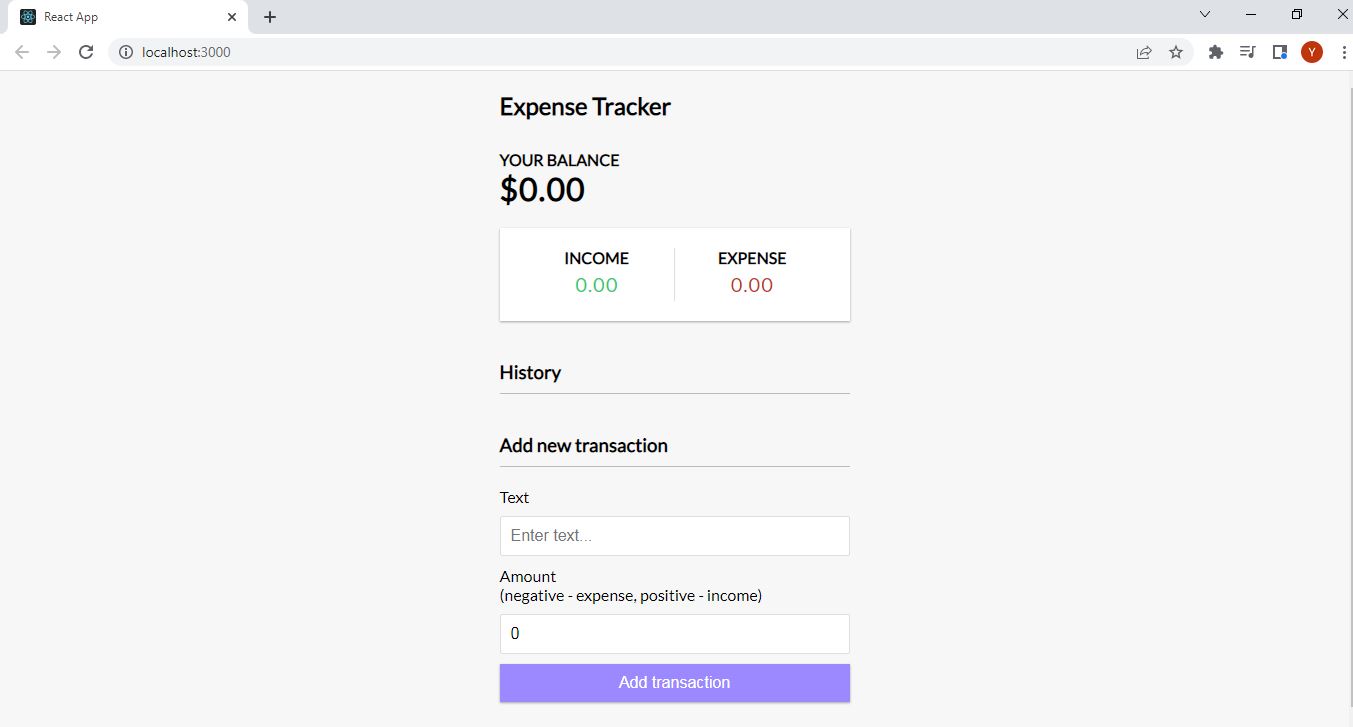 React App
localhost:3000
Y
Expense Tracker
YOUR BALANCE
$0.00
INCOME EXPENSE
0.00 0.00
History
Add new transaction
Text
Enter text...
Amount
(negative - expense, positive - income)
0
Add transaction